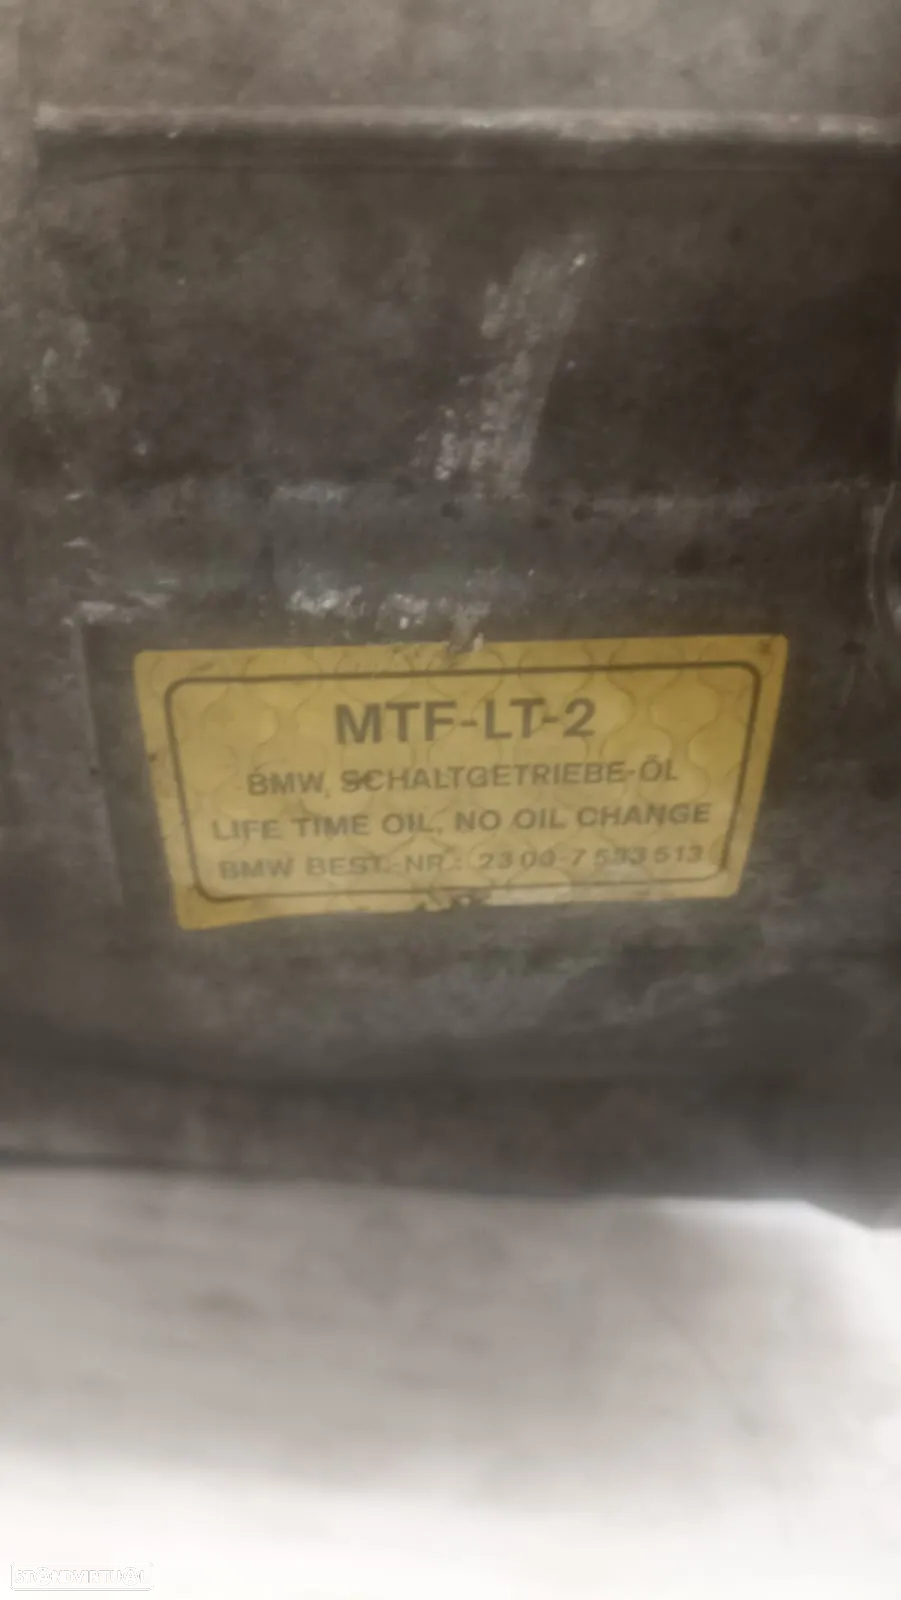 MTF-LT-2
BMW SCHALTGETRIEBE-ÖL
LIFE TIME OIL, NO OIL CHANGE
BMW BEST.-NR.: 23 00-7 533 513
STANDVIRTUAL